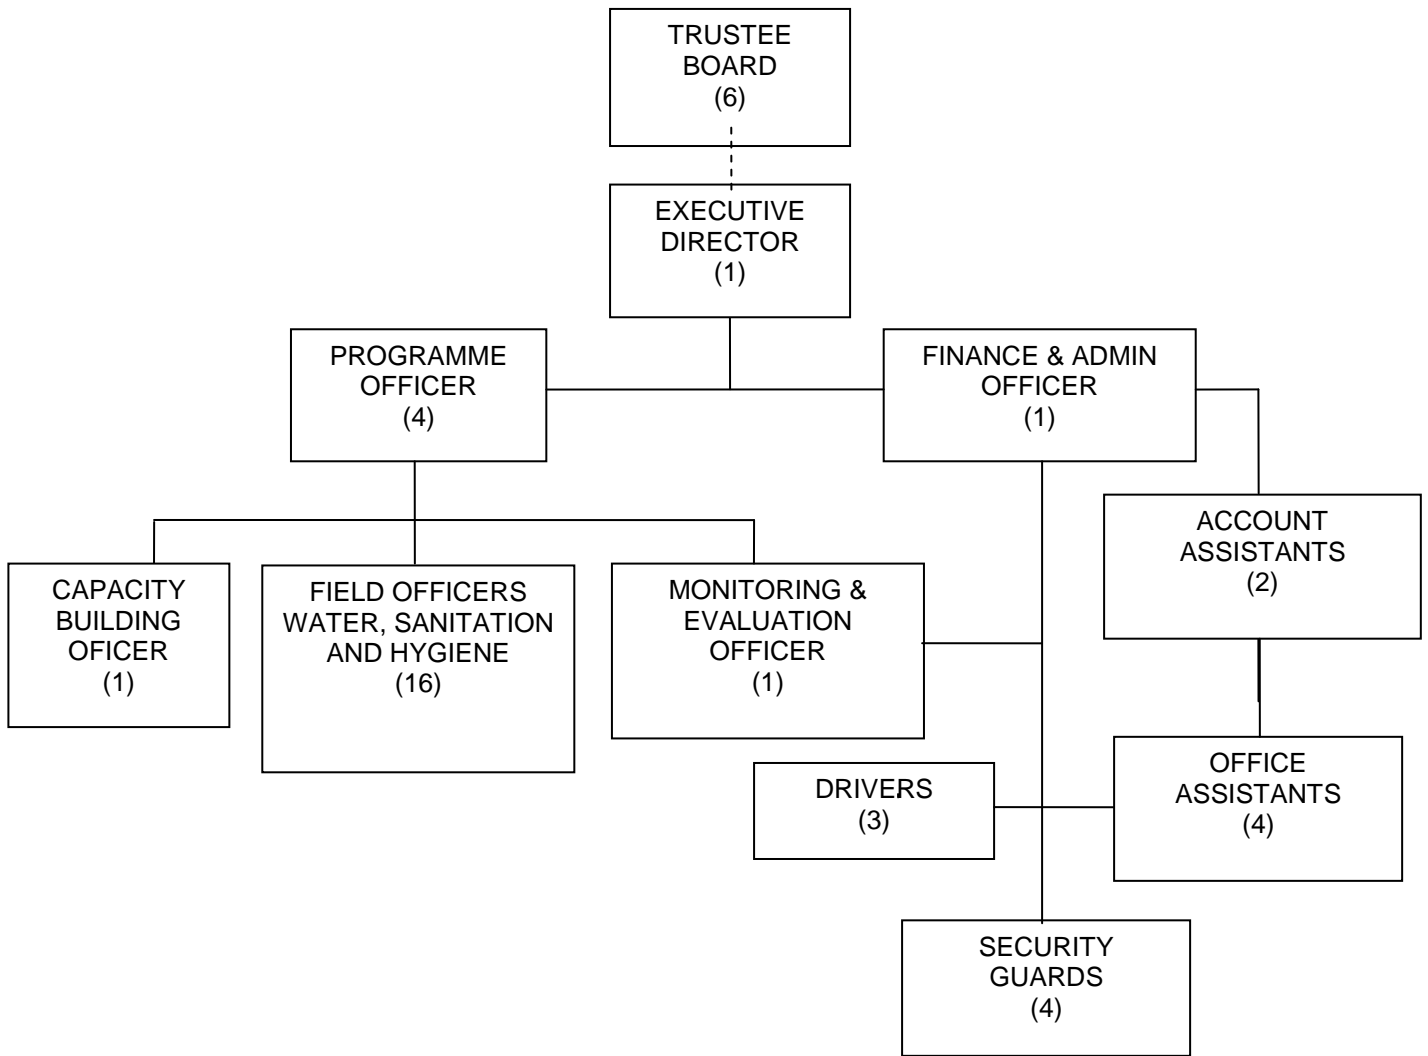 TRUSTEE
BOARD
(6)
EXECUTIVE
DIRECTOR
(1)
PROGRAMME
OFFICER
(4)
FINANCE & ADMIN
OFFICER
(1)
ACCOUNT
ASSISTANTS
(2)
CAPACITY
BUILDING
OFICER
(1)
FIELD OFFICERS
WATER, SANITATION
AND HYGIENE
(16)
MONITORING &
EVALUATION
OFFICER
(1)
DRIVERS
(3)
OFFICE
ASSISTANTS
(4)
SECURITY
GUARDS
(4)